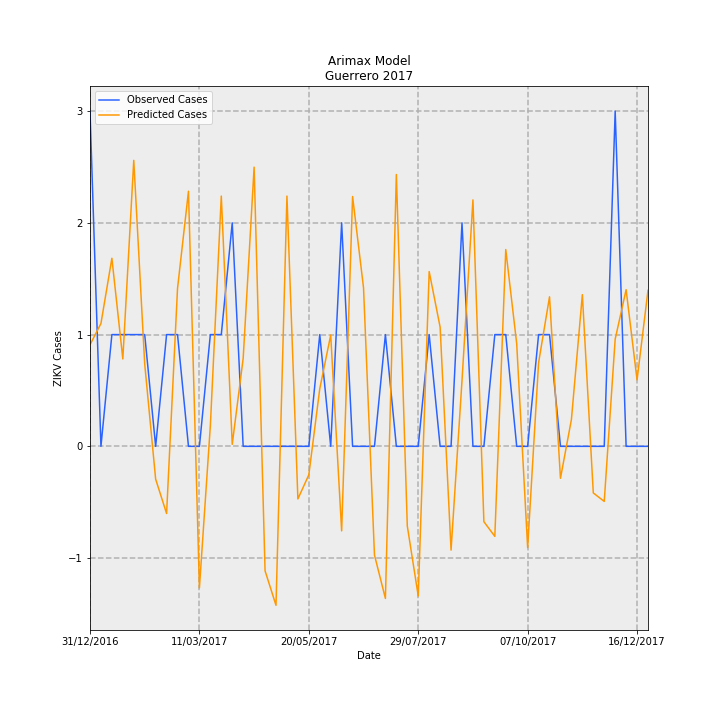 Arimax Model
Guerrero 2017
Observed Cases
Predicted Cases
3
2
1
0
−1
ZIKV Cases
31/12/2016 11/03/2017 20/05/2017 29/07/2017 07/10/2017 16/12/2017
Date